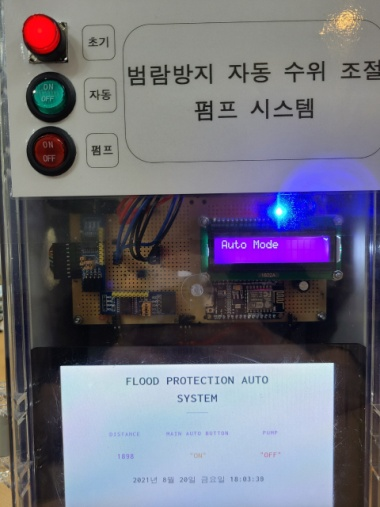 초기
범람방지 자동 수위 조절
펌프 시스템
ON
OFF
자동
ON
OFF
펌프
Auto Mode
FLOOD PROTECTION AUTO
SYSTEM
DISTANCE MAIN AUTO BUTTON PUMP
1098 "ON" "OFF"
2021년 8월 20일 금요일 18:03:38